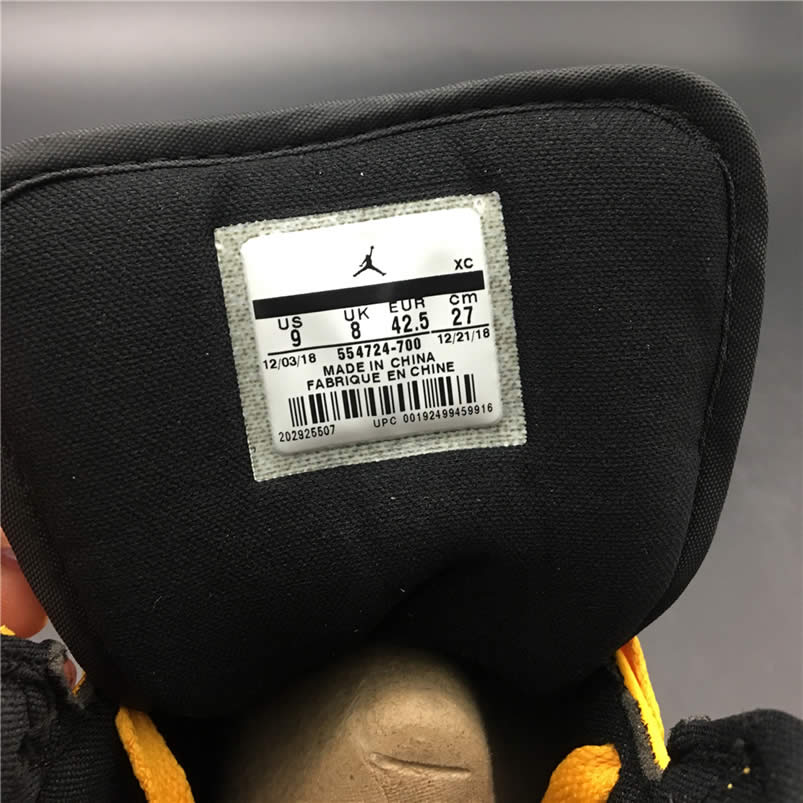 XC
US UK EUR cm
9 8 42.5 27
12/03/18 554724-700 12/21/18
MADE IN CHINA
FABRIQUE EN CHINE
202925507 UPC 00192499459916